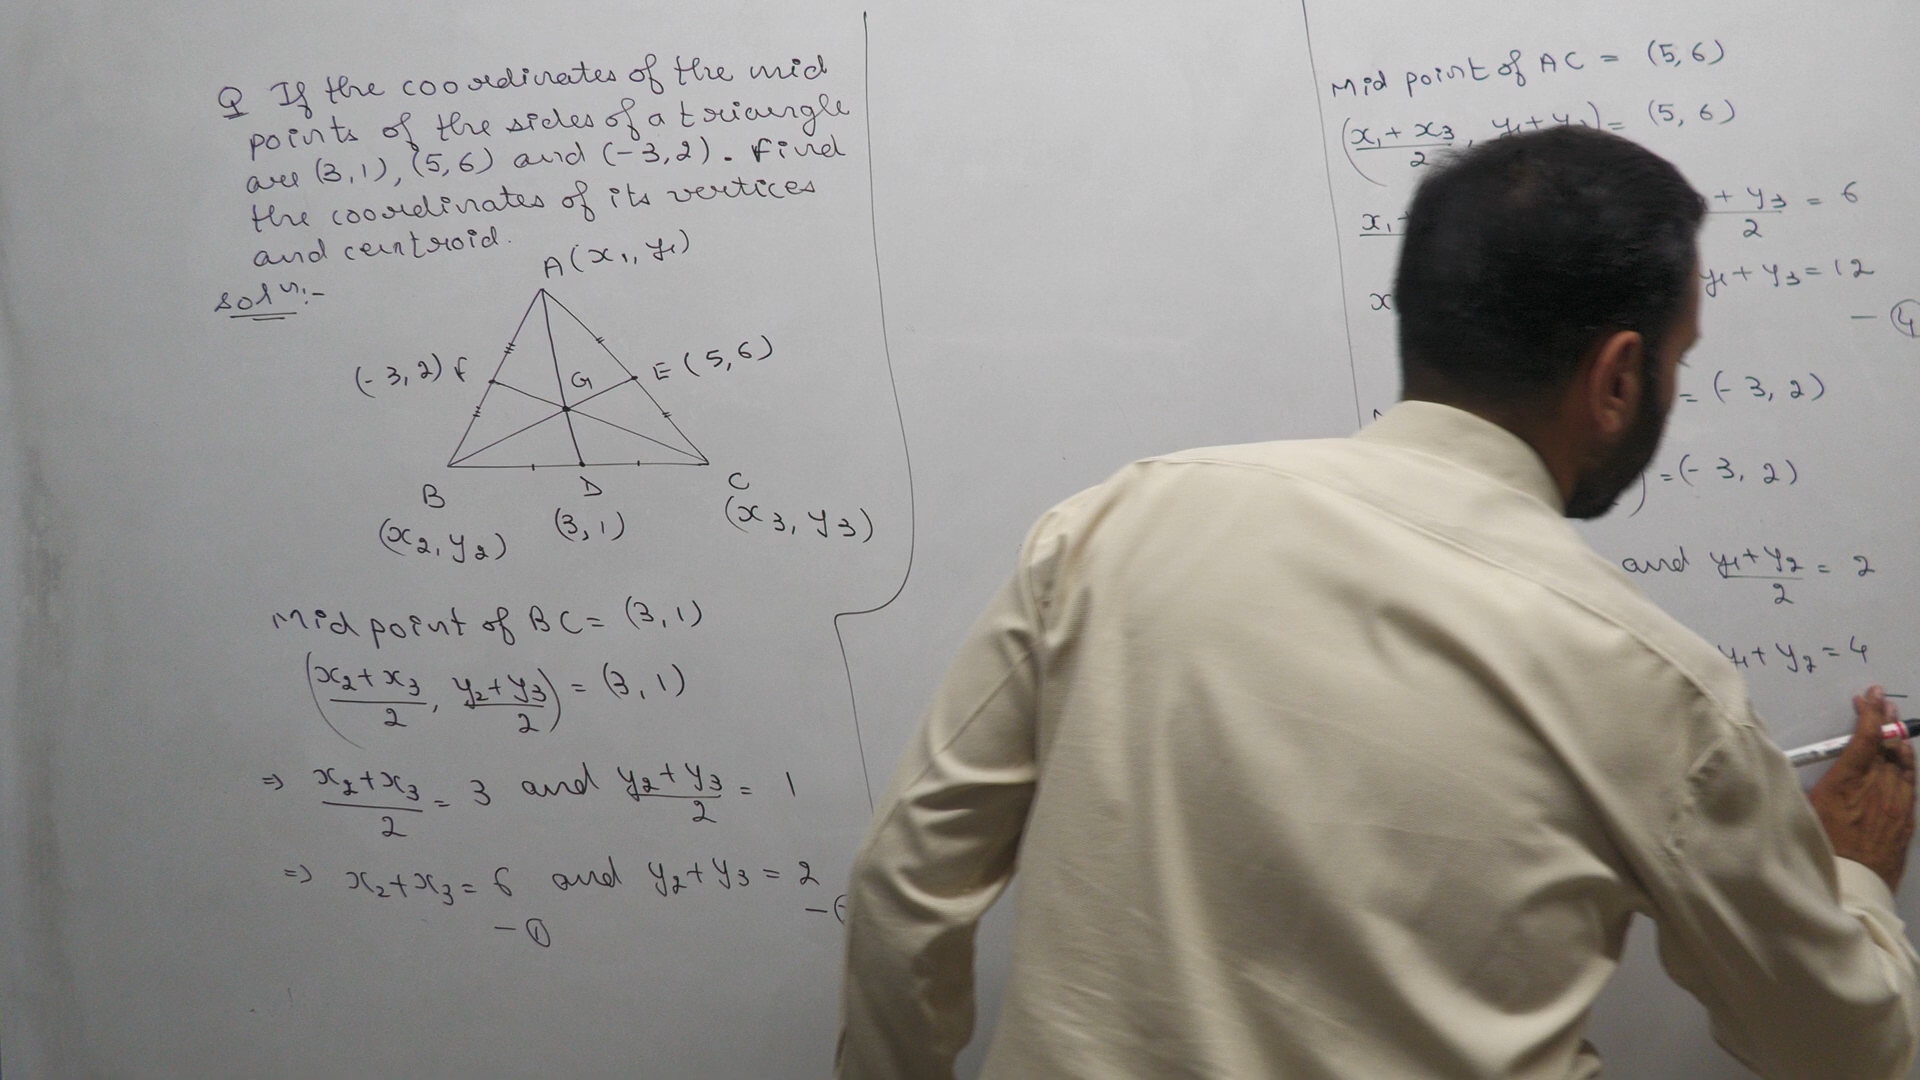 Q If the coordinates of the mid
points of the sides of a triangle
are (3,1), (5,6) and (-3,2). Find
the coordinates of its vertices
and centroid.
Soln:-
A(x₁, y₁)
(-3,2) F
G
E (5,6)
B
D
C
(x₂, y₂)
(3,1)
(x₃, y₃)
Mid point of BC = (3,1)
((x₂+x₃)/2, (y₂+y₃)/2) = (3,1)
⇒ (x₂+x₃)/2 = 3 and (y₂+y₃)/2 = 1
⇒ x₂+x₃ = 6 and y₂+y₃ = 2
-①
Mid point of AC = (5,6)
((x₁+x₃)/2, = (5,6)
x₁ + y₃/2 = 6
x y₁+y₃ = 12
- ④
= (-3,2)
) = (-3,2)
and (y₁+y₂)/2 = 2
y₁+y₂ = 4